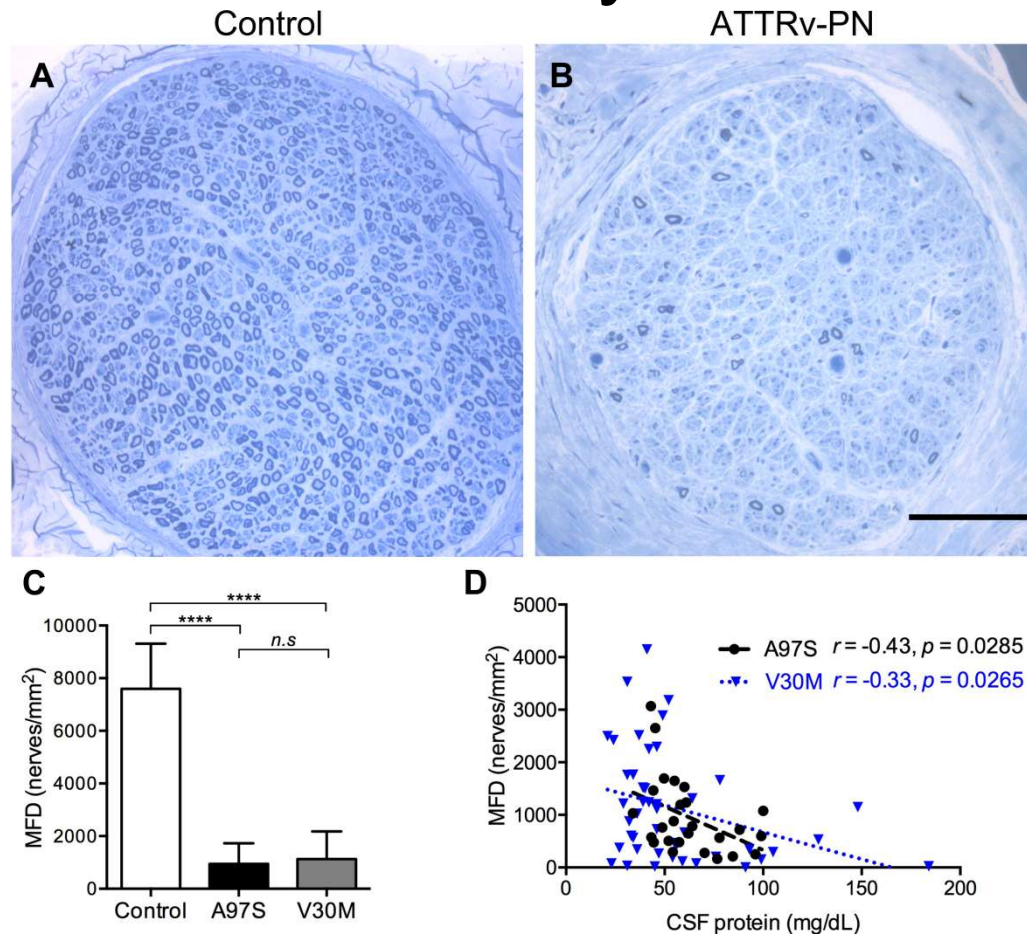 Control
ATTRv-PN
A
B
C
D
****
****
n.s
MFD (nerves/mm²)
10000
8000
6000
4000
2000
0
Control
A97S
V30M
MFD (nerves/mm²)
5000
4000
3000
2000
1000
0
A97S r = -0.43, p = 0.0285
V30M r = -0.33, p = 0.0265
0
50
100
150
200
CSF protein (mg/dL)